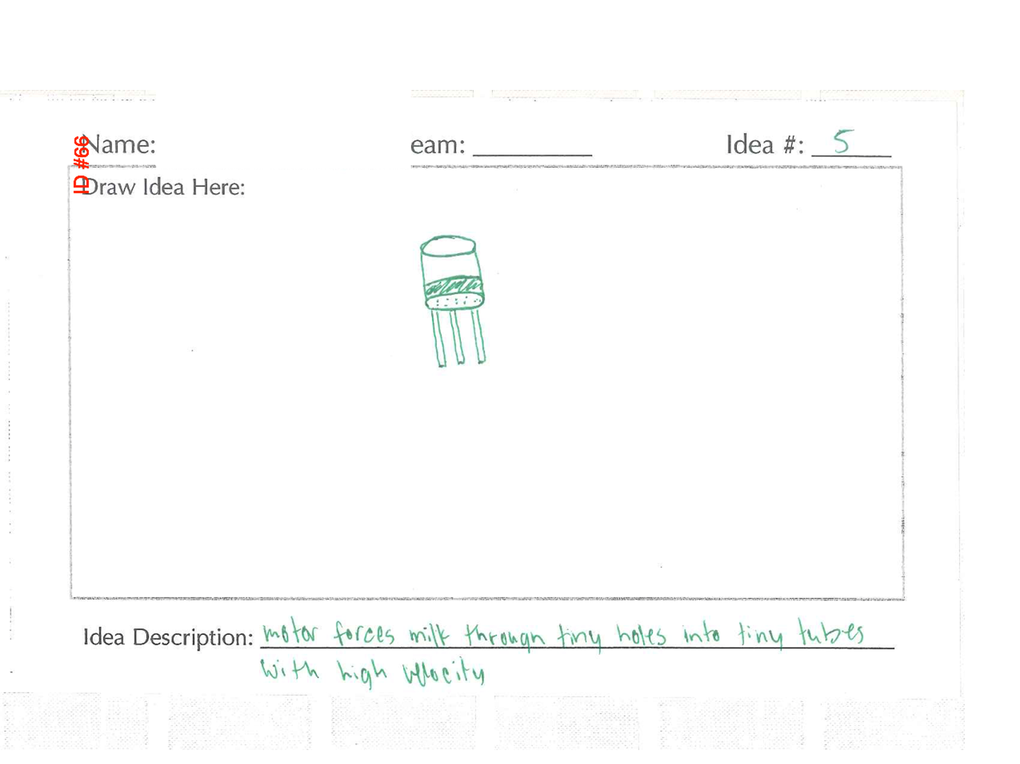 ID #66
Name: eam: Idea #: 5
Draw Idea Here:
Idea Description: motor forces milk through tiny holes into tiny tubes
with high velocity